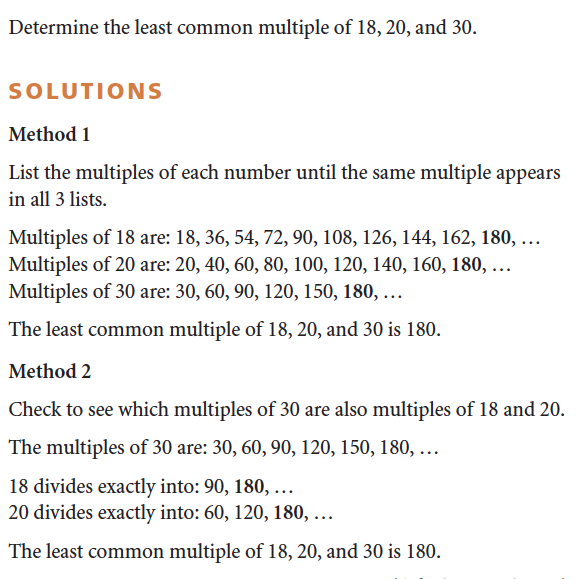 Determine the least common multiple of 18, 20, and 30.
SOLUTIONS
Method 1
List the multiples of each number until the same multiple appears
in all 3 lists.
Multiples of 18 are: 18, 36, 54, 72, 90, 108, 126, 144, 162, 180, …
Multiples of 20 are: 20, 40, 60, 80, 100, 120, 140, 160, 180, …
Multiples of 30 are: 30, 60, 90, 120, 150, 180, …
The least common multiple of 18, 20, and 30 is 180.
Method 2
Check to see which multiples of 30 are also multiples of 18 and 20.
The multiples of 30 are: 30, 60, 90, 120, 150, 180, …
18 divides exactly into: 90, 180, …
20 divides exactly into: 60, 120, 180, …
The least common multiple of 18, 20, and 30 is 180.